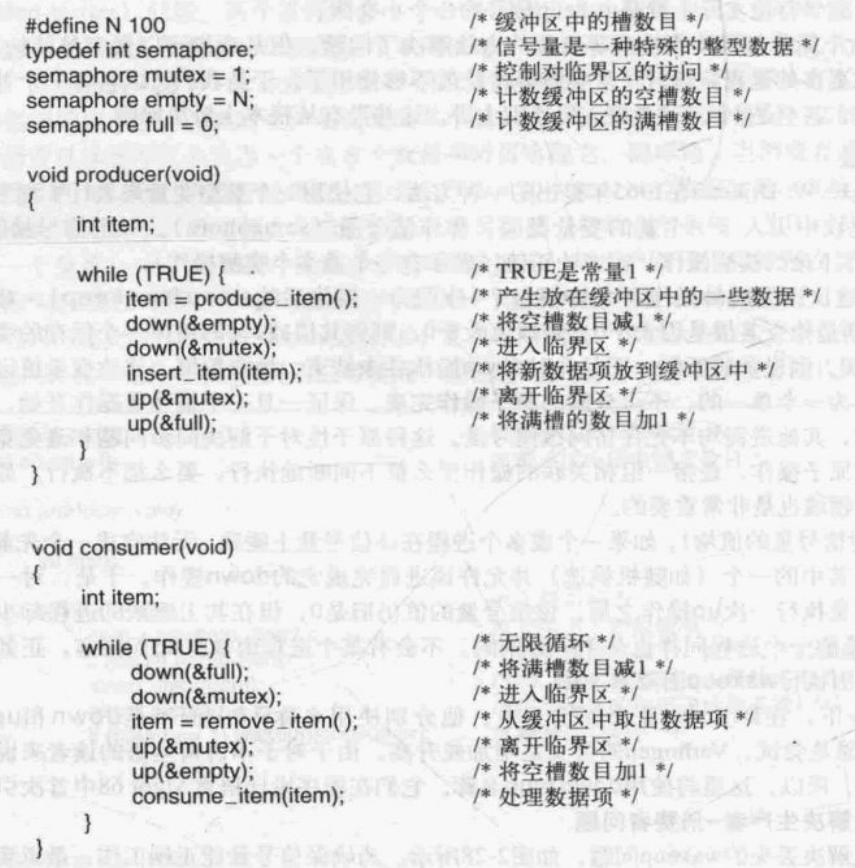 #define N 100 /* 缓冲区中的槽数目 */
typedef int semaphore; /* 信号量是一种特殊的整型数据 */
semaphore mutex = 1; /* 控制对临界区的访问 */
semaphore empty = N; /* 计数缓冲区的空槽数目 */
semaphore full = 0; /* 计数缓冲区的满槽数目 */
void producer(void)
{
int item;
while (TRUE) { /* TRUE是常量1 */
item = produce_item(); /* 产生放在缓冲区中的一些数据 */
down(&empty); /* 将空槽数目减1 */
down(&mutex); /* 进入临界区 */
insert_item(item); /* 将新数据项放到缓冲区中 */
up(&mutex); /* 离开临界区 */
up(&full); /* 将满槽的数目加1 */
}
}
void consumer(void)
{
int item;
while (TRUE) { /* 无限循环 */
down(&full); /* 将满槽数目减1 */
down(&mutex); /* 进入临界区 */
item = remove_item(); /* 从缓冲区中取出数据项 */
up(&mutex); /* 离开临界区 */
up(&empty); /* 将空槽数目加1 */
consume_item(item); /* 处理数据项 */
}
}